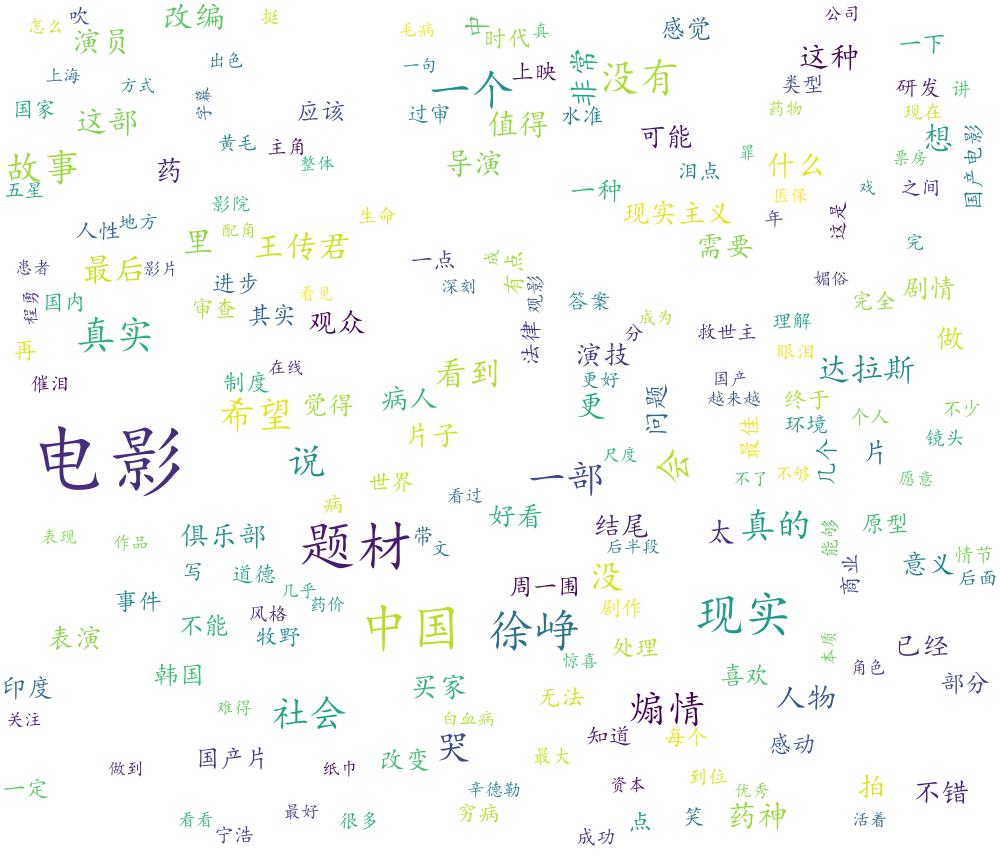 怎么
吹
改编
挺
毛病
中
时代
真
感觉
公司
演员
一下
上海
方式
出色
一句
上映
非常
没有
这种
类型
研发
讲
国家
这部
字幕
应该
过审
一个
值得
水准
可能
药物
现在
想
国产电影
故事
五星
药
黄毛
主角
整体
导演
泪点
罪
什么
票房
一种
医保
戏
之间
人性
地方
影院
配角
生命
现实主义
年
这是
里
王传君
需要
完
患者
最后
影片
一点
成
有点
媚俗
进步
深刻
观影
答案
程勇
国内
审查
其实
看见
观众
成为
理解
完全
剧情
真实
法律
分
救世主
再
演技
眼泪
做
催泪
制度
在线
看到
更好
国产
达拉斯
希望
觉得
病人
更
问题
越来越
终于
个人
不少
片子
最佳
环境
镜头
电影
说
一部
尺度
会
几个
片
世界
看过
不了
不够
愿意
病
好看
表现
作品
俱乐部
题材
带
文
结尾
后半段
太
真的
能够
原型
写
道德
几乎
药价
周一围
没
商业
意义
情节
后面
事件
风格
不能
牧野
中国
徐峥
剧作
现实
表演
处理
本质
已经
韩国
惊喜
喜欢
角色
部分
印度
买家
无法
煽情
人物
关注
难得
社会
白血病
知道
每个
感动
国产片
哭
做到
纸巾
改变
最大
一定
辛德勒
资本
到位
优秀
拍
不错
看看
宁浩
最好
很多
穷病
成功
点
笑
药神
活着